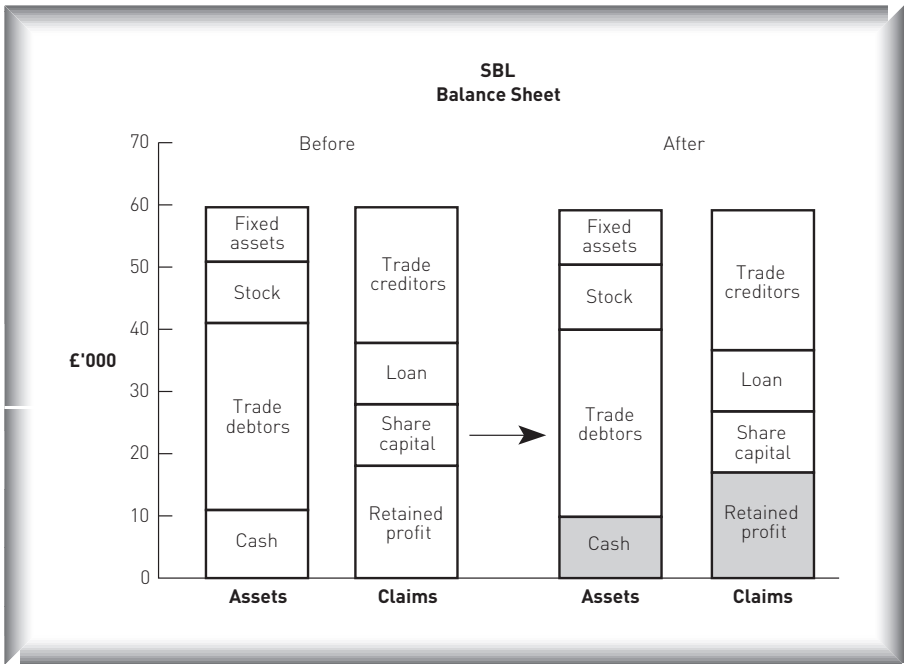 SBL
Balance Sheet
Before
After
70
60
50
40
30
20
10
0
£'000
Fixed
assets
Stock
Trade
debtors
Cash
Trade
creditors
Loan
Share
capital
Retained
profit
Fixed
assets
Stock
Trade
debtors
Cash
Trade
creditors
Loan
Share
capital
Retained
profit
Assets
Claims
Assets
Claims